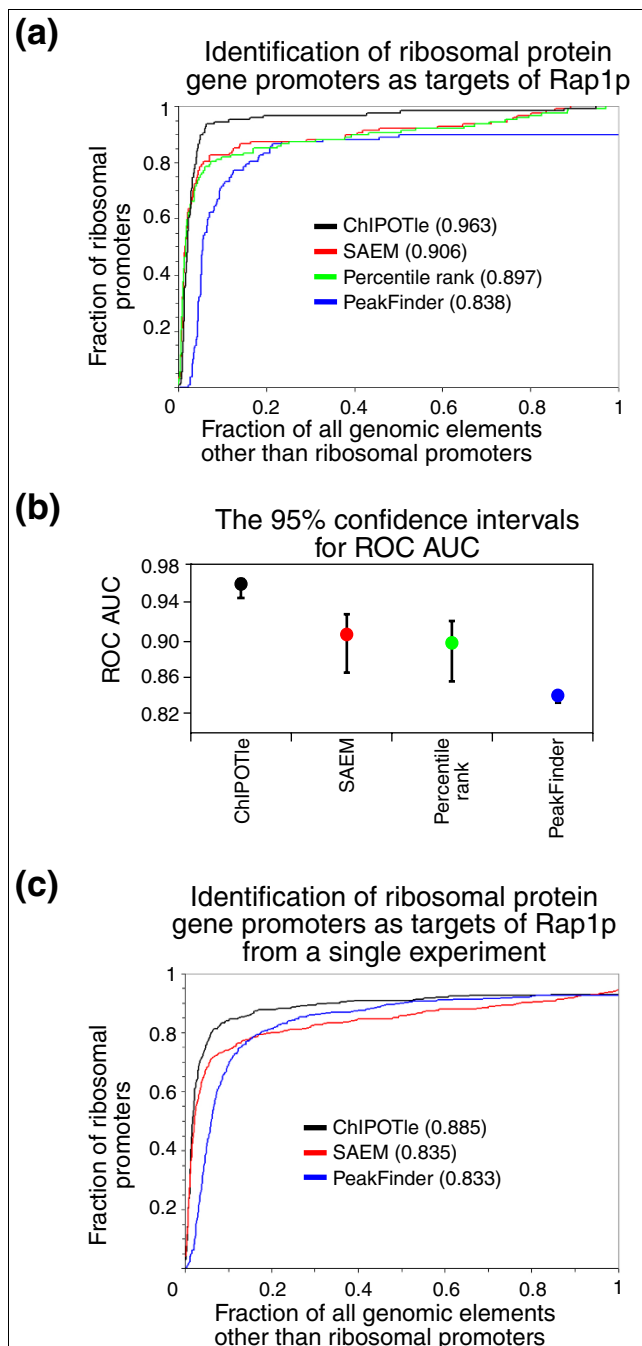 (a)
Identification of ribosomal protein
gene promoters as targets of Rap1p
1
0.8
0.6
0.4
0.2
Fraction of ribosomal
promoters
ChIPOTle (0.963)
SAEM (0.906)
Percentile rank (0.897)
PeakFinder (0.838)
0
0.2
0.4
0.6
0.8
1
Fraction of all genomic elements
other than ribosomal promoters
(b)
The 95% confidence intervals
for ROC AUC
ROC AUC
0.98
0.94
0.90
0.86
0.82
ChIPOTle
SAEM
Percentile
rank
PeakFinder
(c)
Identification of ribosomal protein
gene promoters as targets of Rap1p
from a single experiment
1
0.8
0.6
0.4
0.2
Fraction of ribosomal
promoters
ChIPOTle (0.885)
SAEM (0.835)
PeakFinder (0.833)
0
0.2
0.4
0.6
0.8
1
Fraction of all genomic elements
other than ribosomal promoters